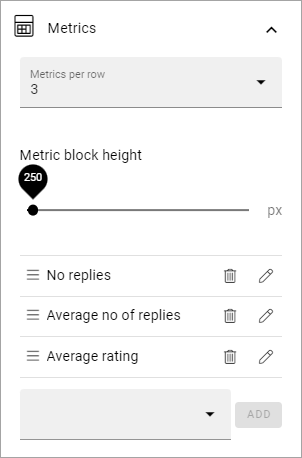 Metrics
Metrics per row
3
Metric block height
250
px
No replies
Average no of replies
Average rating
ADD